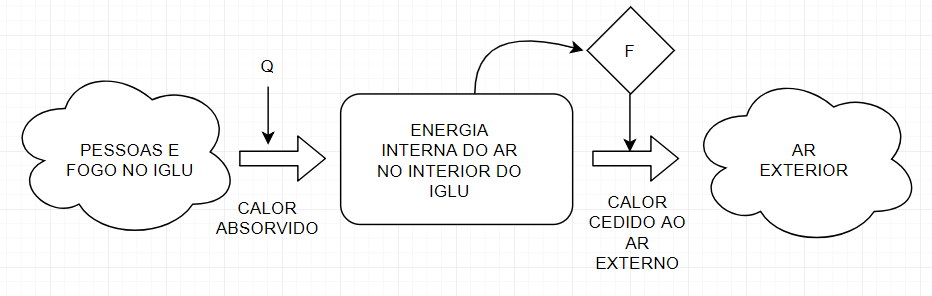 PESSOAS E
FOGO NO IGLU
Q
CALOR
ABSORVIDO
ENERGIA
INTERNA DO AR
NO INTERIOR DO
IGLU
F
CALOR
CEDIDO AO
AR
EXTERNO
AR
EXTERIOR